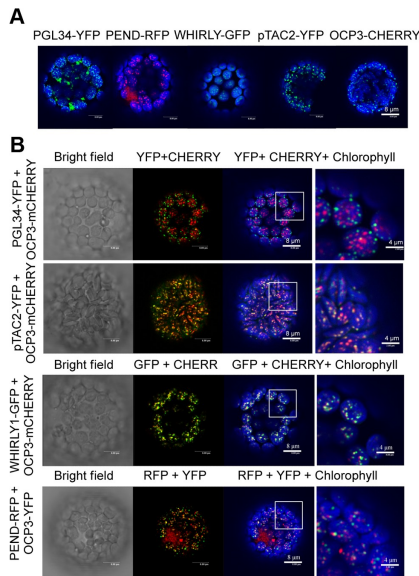 A
PGL34-YFP PEND-RFP WHIRLY-GFP pTAC2-YFP OCP3-CHERRY
8 µm
B
Bright field YFP+CHERRY YFP+ CHERRY+ Chlorophyll
PGL34-YFP +
OCP3-mCHERRY
8 µm
4 µm
pTAC2-YFP +
OCP3-mCHERRY
8 µm
4 µm
Bright field GFP + CHERR GFP + CHERRY+ Chlorophyll
WHIRLY1-GFP +
OCP3-mCHERRY
8 µm
4 µm
Bright field RFP + YFP RFP + YFP + Chlorophyll
PEND-RFP +
OCP3-YFP
8 µm
4 µm